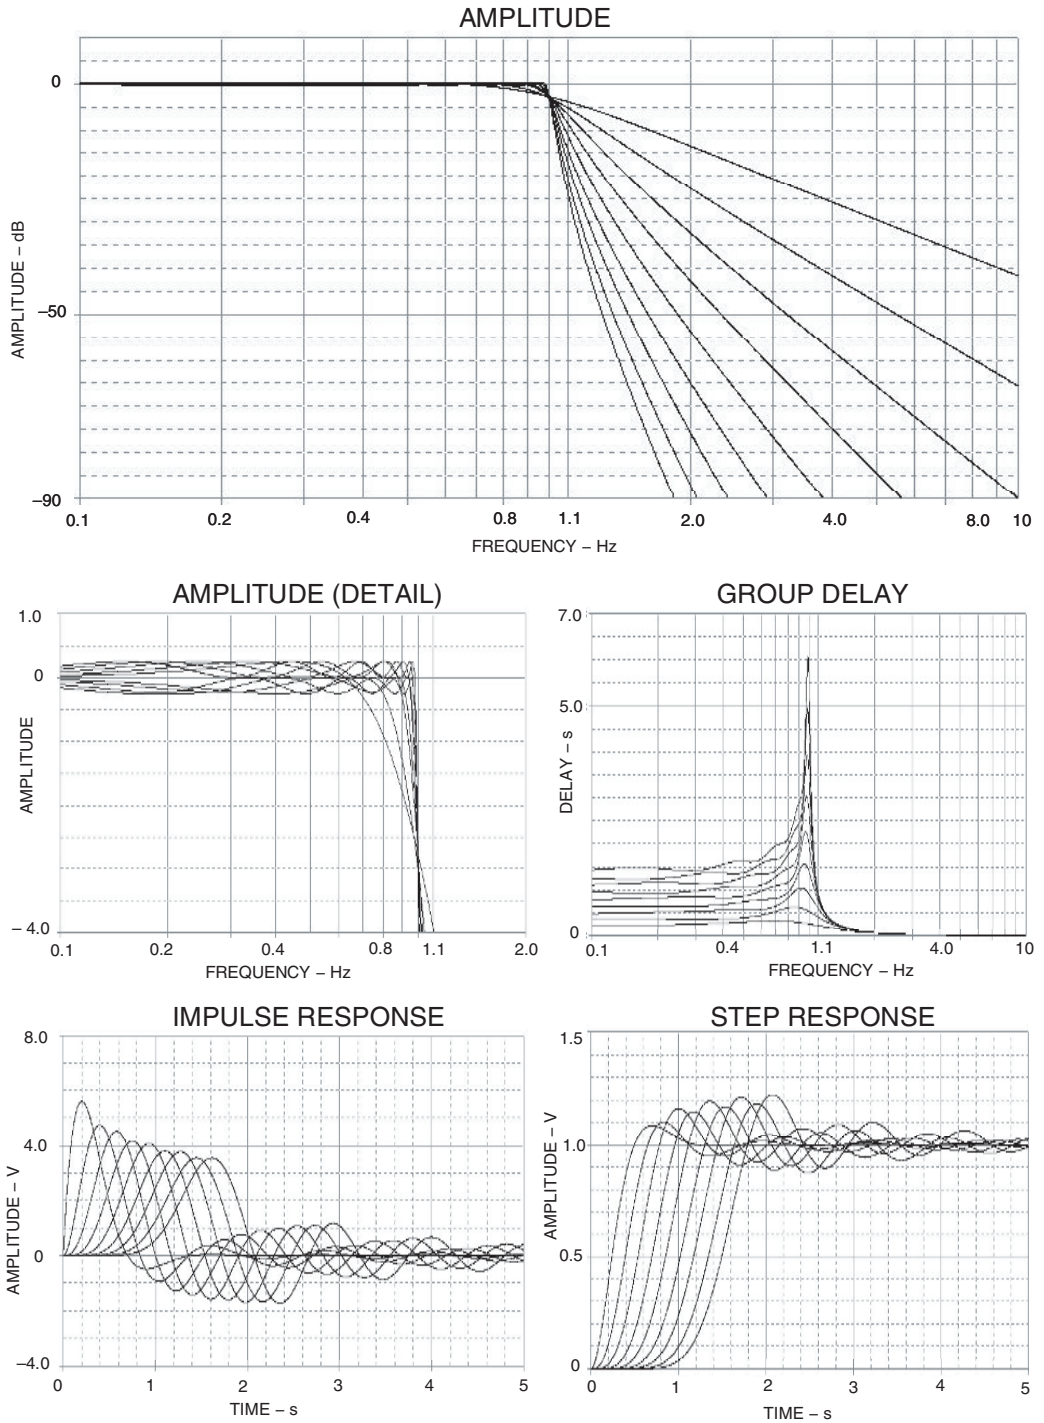 AMPLITUDE
0
–50
–90
AMPLITUDE – dB
0.1 0.2 0.4 0.8 1.1 2.0 4.0 8.0 10
FREQUENCY – Hz
AMPLITUDE (DETAIL)
1.0
0
– 4.0
AMPLITUDE
0.1 0.2 0.4 0.8 1.1 2.0
FREQUENCY – Hz
GROUP DELAY
7.0
5.0
0
DELAY – s
0.1 0.4 1.1 4.0 10
FREQUENCY – Hz
IMPULSE RESPONSE
8.0
4.0
0
–4.0
AMPLITUDE – V
0 1 2 3 4 5
TIME – s
STEP RESPONSE
1.5
1.0
0.5
0
AMPLITUDE – V
0 1 2 3 4 5
TIME – s